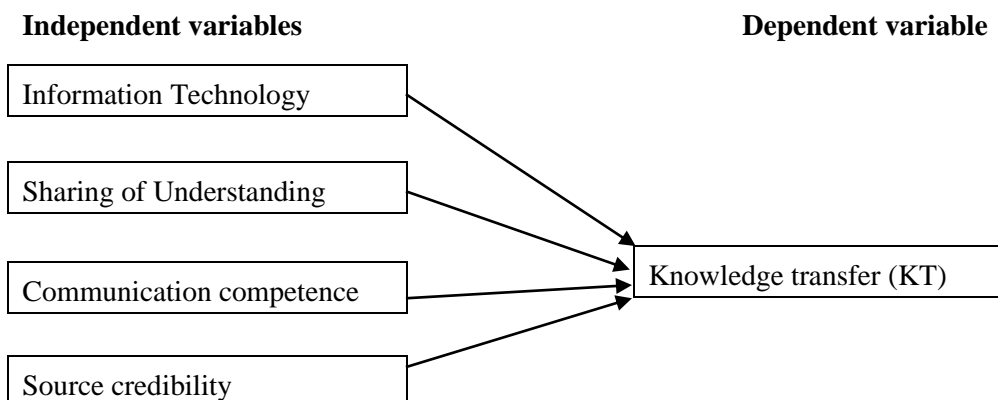 Independent variables
Dependent variable
Information Technology
Sharing of Understanding
Communication competence
Source credibility
Knowledge transfer (KT)